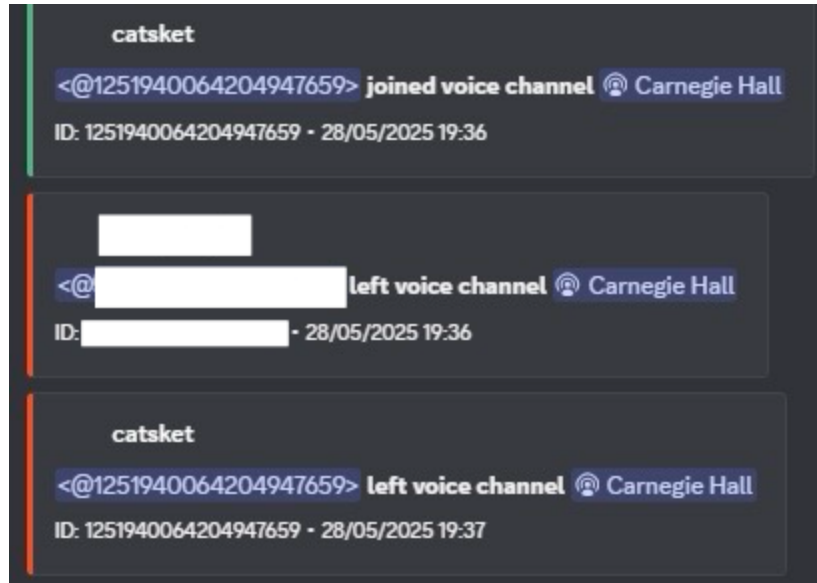 catsket
<@1251940064204947659> joined voice channel Carnegie Hall
ID: 1251940064204947659 • 28/05/2025 19:36
<@ left voice channel Carnegie Hall
ID: • 28/05/2025 19:36
catsket
<@1251940064204947659> left voice channel Carnegie Hall
ID: 1251940064204947659 • 28/05/2025 19:37